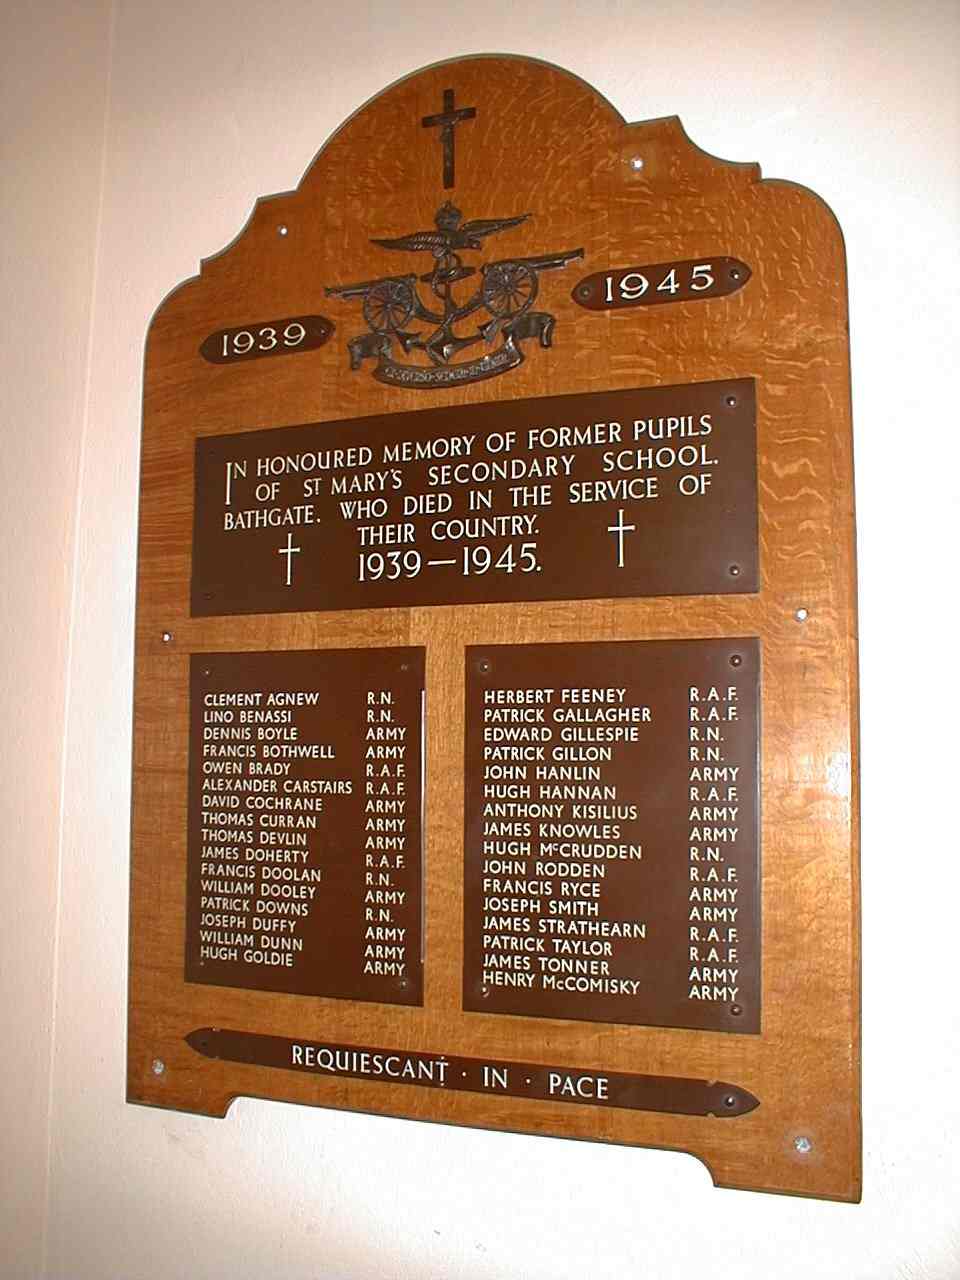 1939
1945
IN HONOURED MEMORY OF FORMER PUPILS
OF ST MARY'S SECONDARY SCHOOL.
BATHGATE. WHO DIED IN THE SERVICE OF
THEIR COUNTRY.
1939—1945.
CLEMENT AGNEW R.N.
LINO BENASSI R.N.
DENNIS BOYLE ARMY
FRANCIS BOTHWELL ARMY
OWEN BRADY R.A.F.
ALEXANDER CARSTAIRS R.A.F.
DAVID COCHRANE ARMY
THOMAS CURRAN ARMY
THOMAS DEVLIN ARMY
JAMES DOHERTY R.A.F.
FRANCIS DOOLAN R.N.
WILLIAM DOOLEY ARMY
PATRICK DOWNS R.N.
JOSEPH DUFFY ARMY
WILLIAM DUNN ARMY
HUGH GOLDIE ARMY
HERBERT FEENEY R.A.F.
PATRICK GALLAGHER R.A.F.
EDWARD GILLESPIE R.N.
PATRICK GILLON R.N.
JOHN HANLIN ARMY
HUGH HANNAN R.A.F.
ANTHONY KISILIUS ARMY
JAMES KNOWLES ARMY
HUGH McCRUDDEN R.N.
JOHN RODDEN R.A.F.
FRANCIS RYCE ARMY
JOSEPH SMITH ARMY
JAMES STRATHEARN R.A.F.
PATRICK TAYLOR R.A.F.
JAMES TONNER ARMY
HENRY McCOMISKY ARMY
REQUIESCANT · IN · PACE